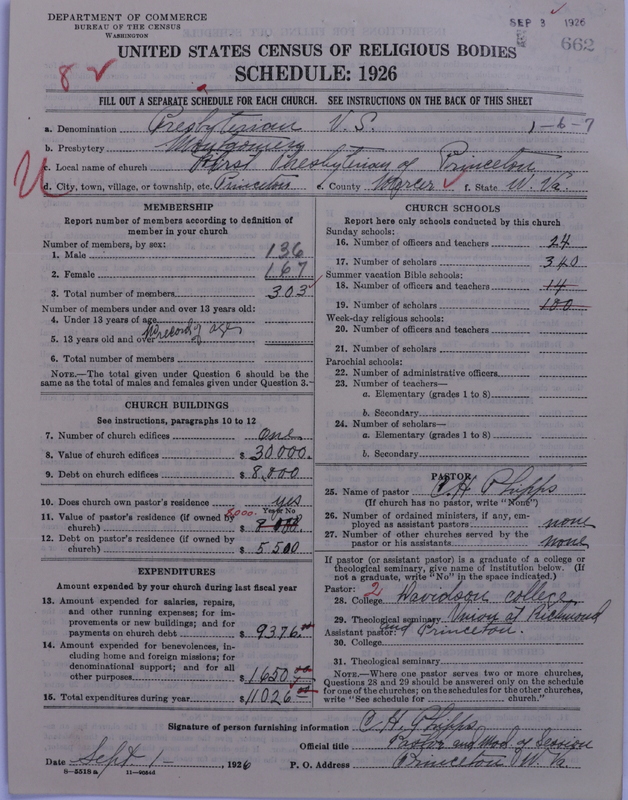 DEPARTMENT OF COMMERCE
BUREAU OF THE CENSUS
WASHINGTON
SEP 3 1926
662
UNITED STATES CENSUS OF RELIGIOUS BODIES
SCHEDULE: 1926
8 ✓
FILL OUT A SEPARATE SCHEDULE FOR EACH CHURCH. SEE INSTRUCTIONS ON THE BACK OF THIS SHEET
a. Denomination Presbyterian U.S. 1-6-7
b. Presbytery Montgomery
c. Local name of church First Presbyterian of Princeton
d. City, town, village, or township, etc. Princeton e. County Mercer ✓ f. State W. Va.
MEMBERSHIP
Report number of members according to definition of member in your church
Number of members, by sex:
1. Male 136
2. Female 167
3. Total number of members 303 ✓
Number of members under and over 13 years old:
4. Under 13 years of age
No record of ages
5. 13 years old and over
6. Total number of members
NOTE.—The total given under Question 6 should be the same as the total of males and females given under Question 3.
CHURCH BUILDINGS
See instructions, paragraphs 10 to 12
7. Number of church edifices one
8. Value of church edifices $ 30000.
9. Debt on church edifices $ 8,000
10. Does church own pastor's residence yes
Yes or No
11. Value of pastor's residence (if owned by church) $ 8000.
12. Debt on pastor's residence (if owned by church) $ 5500
EXPENDITURES
Amount expended by your church during last fiscal year
13. Amount expended for salaries, repairs, and other running expenses; for improvements or new buildings; and for payments on church debt $ 9376.00
14. Amount expended for benevolences, including home and foreign missions; for denominational support; and for all other purposes $ 1650.00
15. Total expenditures during year $ 11026.00
CHURCH SCHOOLS
Report here only schools conducted by this church
Sunday schools:
16. Number of officers and teachers 24
17. Number of scholars 340
Summer vacation Bible schools:
18. Number of officers and teachers 14
19. Number of scholars 100
Week-day religious schools:
20. Number of officers and teachers
21. Number of scholars
Parochial schools:
22. Number of administrative officers
23. Number of teachers—
a. Elementary (grades 1 to 8)
b. Secondary
24. Number of scholars—
a. Elementary (grades 1 to 8)
b. Secondary
PASTOR
25. Name of pastor C. H. Phipps
(If church has no pastor, write "None")
26. Number of ordained ministers, if any, employed as assistant pastors none
27. Number of other churches served by the pastor or his assistants none
If pastor (or assistant pastor) is a graduate of a college or theological seminary, give name of institution below. (If not a graduate, write "No" in the space indicated.)
Pastor: 2
28. College Davidson college
29. Theological seminary Union at Richmond
and Princeton.
Assistant pastor:
30. College
31. Theological seminary
NOTE.—Where one pastor serves two or more churches, Questions 28 and 29 should be answered only on the schedule for one of the churches; on the schedules for the other churches, write "See schedule for church."
Signature of person furnishing information C. H. Phipps
Official title Pastor and Mod. of Session
Date Sept 1-, 1926 P. O. Address Princeton W. Va.
8-5518 a